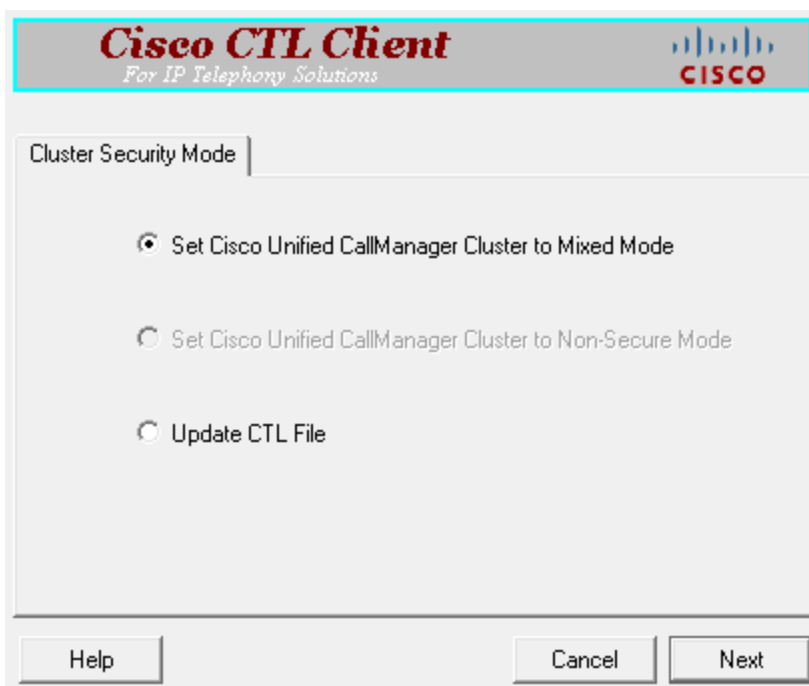 Cisco CTL Client
For IP Telephony Solutions
CISCO
Cluster Security Mode
Set Cisco Unified CallManager Cluster to Mixed Mode
Set Cisco Unified CallManager Cluster to Non-Secure Mode
Update CTL File
Help
Cancel
Next